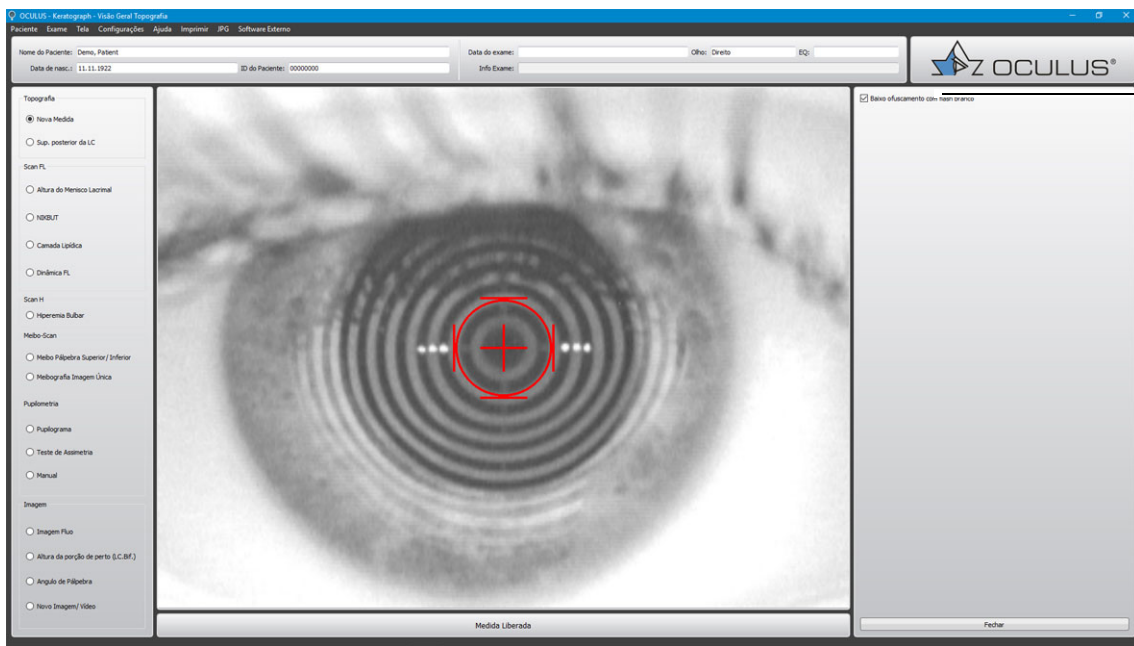 OCULUS - Keratograph - Visão Geral Topografia
Paciente Exame Tela Configurações Ajuda Imprimir JPG Software Externo
Nome do Paciente: Demo, Patient Data do exame: Olho: Direito EQ:
Data de nasc.: 11.11.1922 ID do Paciente: 00000000 Info Exame:
OCULUS®
Topografia
Nova Medida
Sup. posterior da LC
Scan FL
Altura do Menisco Lacrimal
NIKBUT
Camada Lipídica
Dinâmica FL
Scan H
Hiperemia Bulbar
Meibo-Scan
Meibo Pálpebra Superior/ Inferior
Meibografia Imagem Única
Pupilometria
Pupilograma
Teste de Assimetria
Manual
Imagem
Imagem Fluo
Altura da porção de perto (LC.Bif.)
Angulo de Pálpebra
Novo Imagem/ Vídeo
Medida Liberada
Baixo ofuscamento com flash branco
Fechar